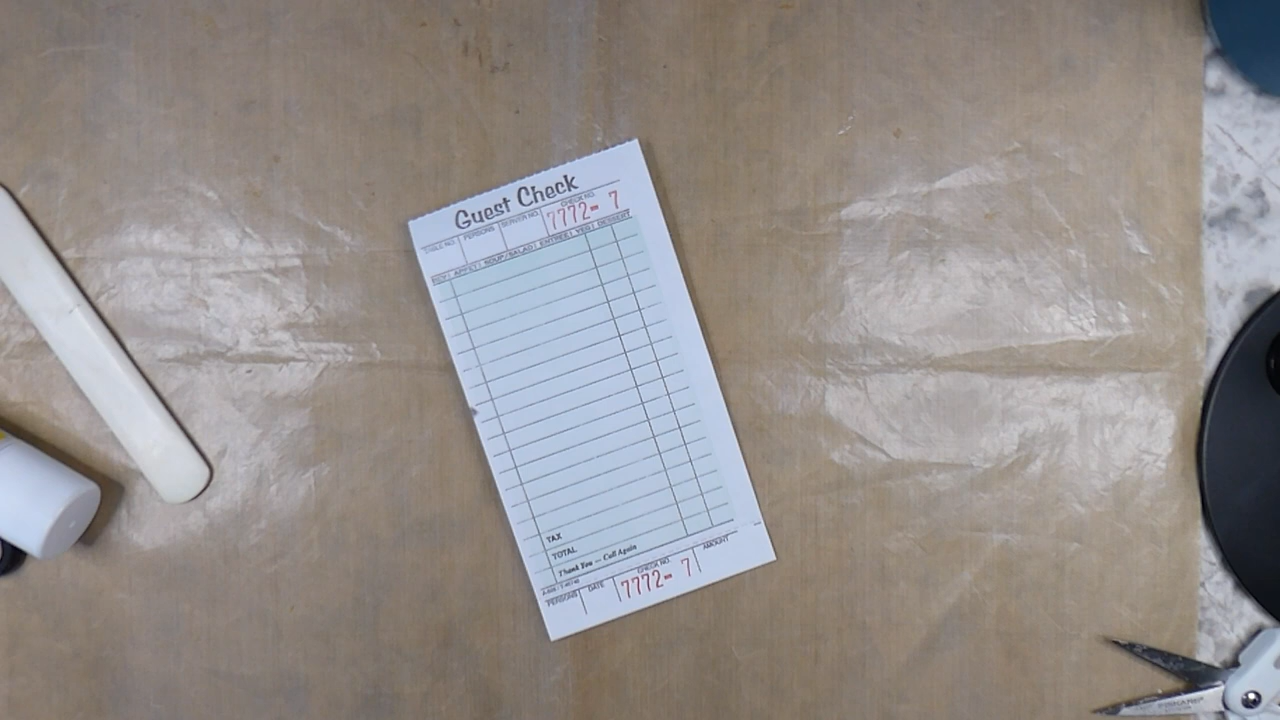 Guest Check
TABLE NO. PERSONS SERVER NO. CHECK NO.
7772- 7
APPET| SOUP/SALAD| ENTREE| VEG| DESSERT
TAX
TOTAL
Thank You -- Call Again
PERSONS DATE CHECK NO. AMOUNT
7772- 7